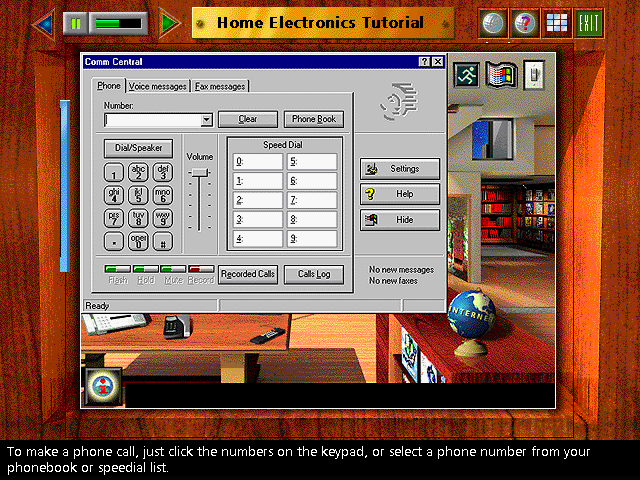 Home Electronics Tutorial
EXIT
Comm Central
Phone
Voice messages
Fax messages
Number:
Clear
Phone Book
Dial/Speaker
1
abc 2
def 3
ghi 4
jkl 5
mno 6
prs 7
tuv 8
wxy 9
oper 0
#
Volume
Speed Dial
0:
5:
1:
6:
2:
7:
3:
8:
4:
9:
Settings
Help
Hide
Flash
Hold
Mute
Record
Recorded Calls
Calls Log
No new messages
No new faxes
Ready
INTERNET
To make a phone call, just click the numbers on the keypad, or select a phone number from your
phonebook or speedial list.